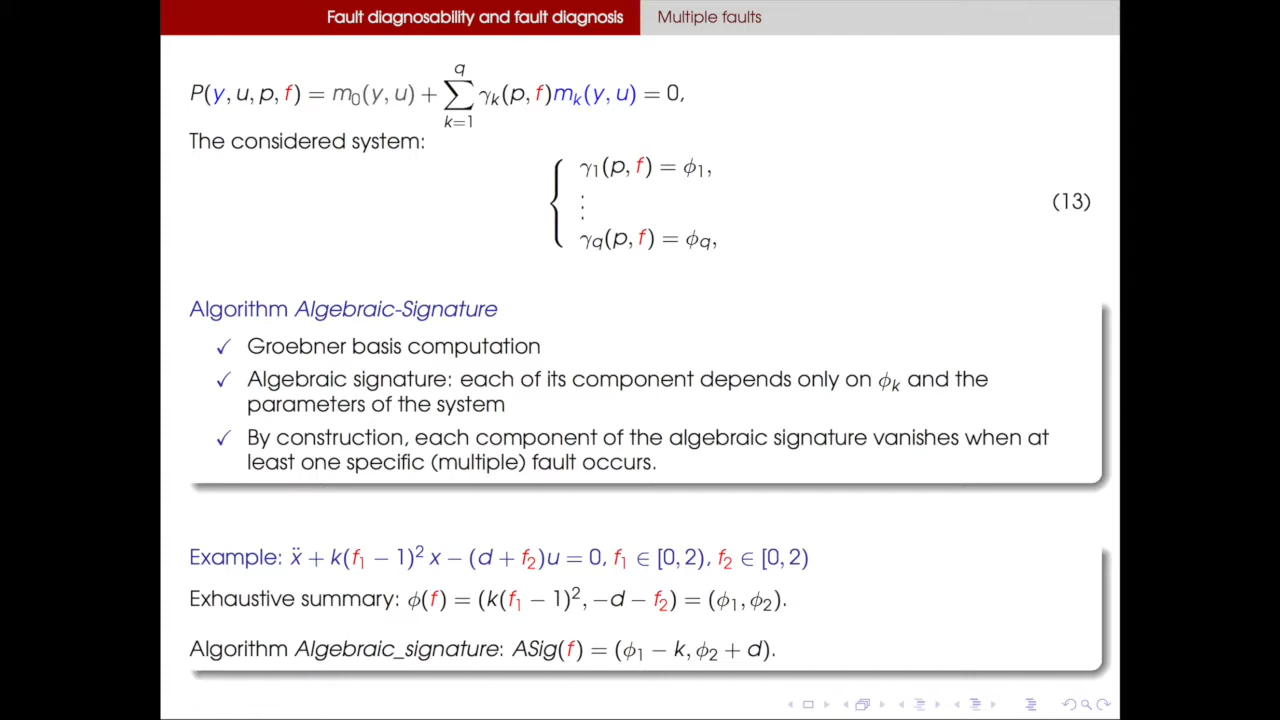 Fault diagnosability and fault diagnosis Multiple faults
P(y, u, p, f) = m₀(y, u) + ∑_{k=1}^{q} γₖ(p, f)mₖ(y, u) = 0,
The considered system:
{ γ₁(p, f) = ϕ₁,
⋮ (13)
γ_q(p, f) = ϕ_q,
Algorithm Algebraic-Signature
✓ Groebner basis computation
✓ Algebraic signature: each of its component depends only on ϕₖ and the
parameters of the system
✓ By construction, each component of the algebraic signature vanishes when at
least one specific (multiple) fault occurs.
Example: ẍ + k(f₁ − 1)² x − (d + f₂)u = 0, f₁ ∈ [0, 2), f₂ ∈ [0, 2)
Exhaustive summary: ϕ(f) = (k(f₁ − 1)², −d − f₂) = (ϕ₁, ϕ₂).
Algorithm Algebraic_signature: ASig(f) = (ϕ₁ − k, ϕ₂ + d).